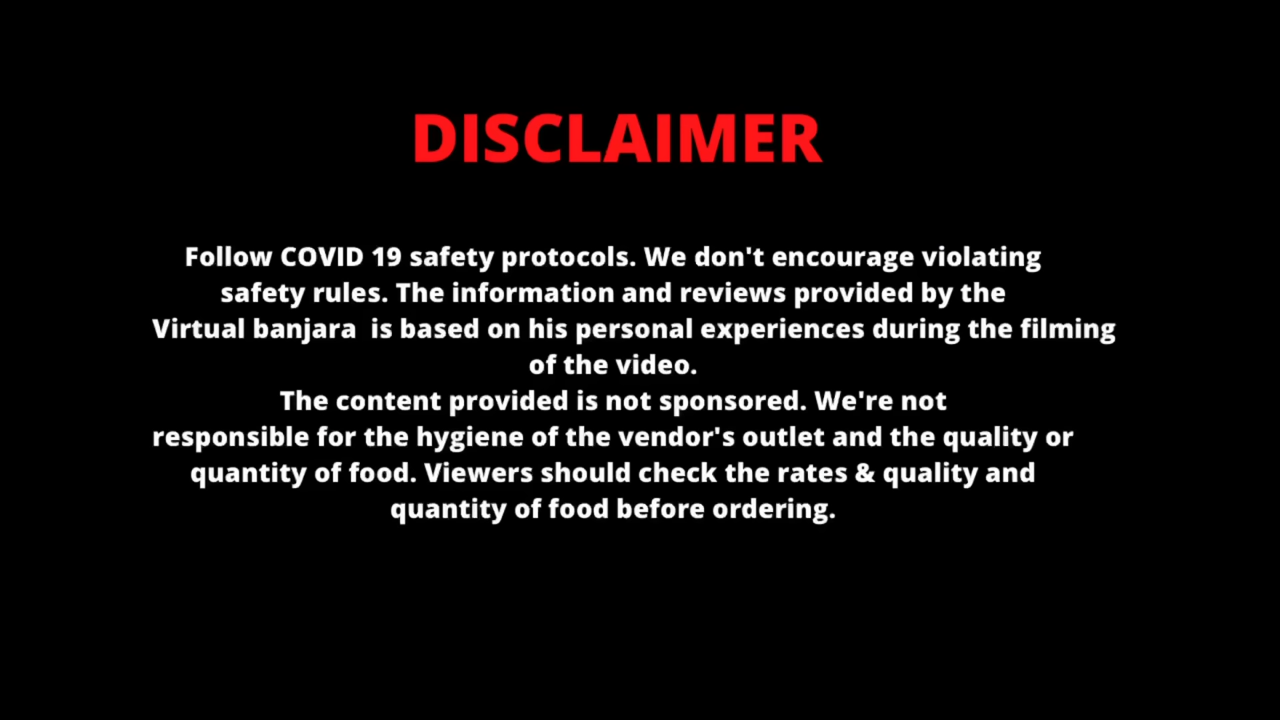 DISCLAIMER
Follow COVID 19 safety protocols. We don't encourage violating
safety rules. The information and reviews provided by the
Virtual banjara  is based on his personal experiences during the filming
of the video.
The content provided is not sponsored. We're not
responsible for the hygiene of the vendor's outlet and the quality or
quantity of food. Viewers should check the rates & quality and
quantity of food before ordering.